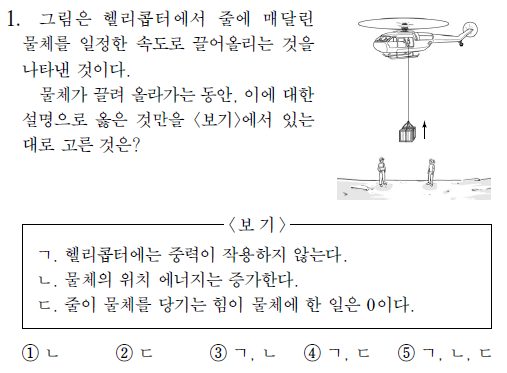 1. 그림은 헬리콥터에서 줄에 매달린
물체를 일정한 속도로 끌어올리는 것을
나타낸 것이다.
물체가 끌려 올라가는 동안, 이에 대한
설명으로 옳은 것만을 <보기>에서 있는
대로 고른 것은?
<보 기>
ㄱ. 헬리콥터에는 중력이 작용하지 않는다.
ㄴ. 물체의 위치 에너지는 증가한다.
ㄷ. 줄이 물체를 당기는 힘이 물체에 한 일은 0이다.
① ㄴ ② ㄷ ③ ㄱ, ㄴ ④ ㄱ, ㄷ ⑤ ㄱ, ㄴ, ㄷ